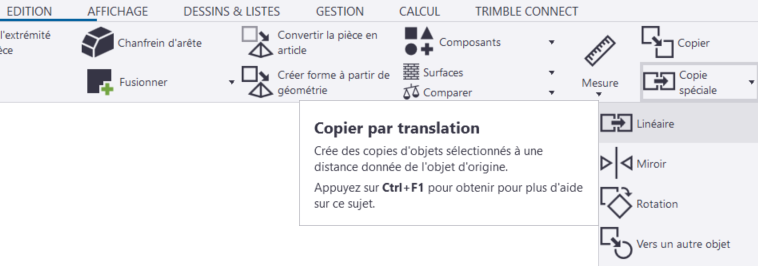 EDITION AFFICHAGE DESSINS & LISTES GESTION CALCUL TRIMBLE CONNECT
l'extrémité
èce
Chanfrein d'arête
Fusionner
Convertir la pièce en
article
Créer forme à partir de
géométrie
Composants
Surfaces
Comparer
Mesure
Copier
Copie
spéciale
Copier par translation
Crée des copies d'objets sélectionnés à une
distance donnée de l'objet d'origine.
Appuyez sur Ctrl+F1 pour obtenir pour plus d'aide
sur ce sujet.
Linéaire
Miroir
Rotation
Vers un autre objet